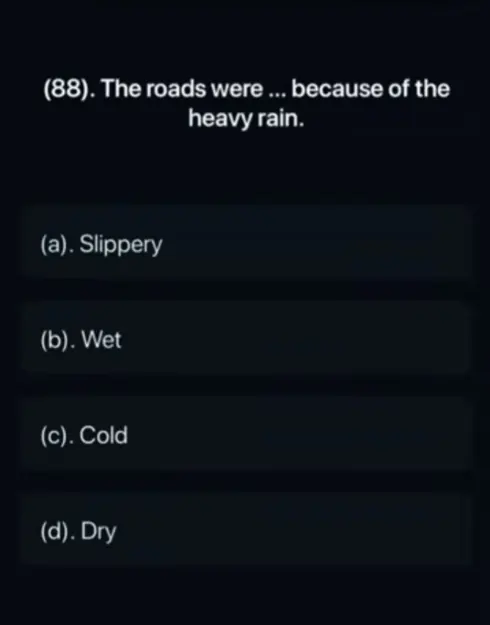 (88). The roads were ... because of the
heavy rain.
(a). Slippery
(b). Wet
(c). Cold
(d). Dry